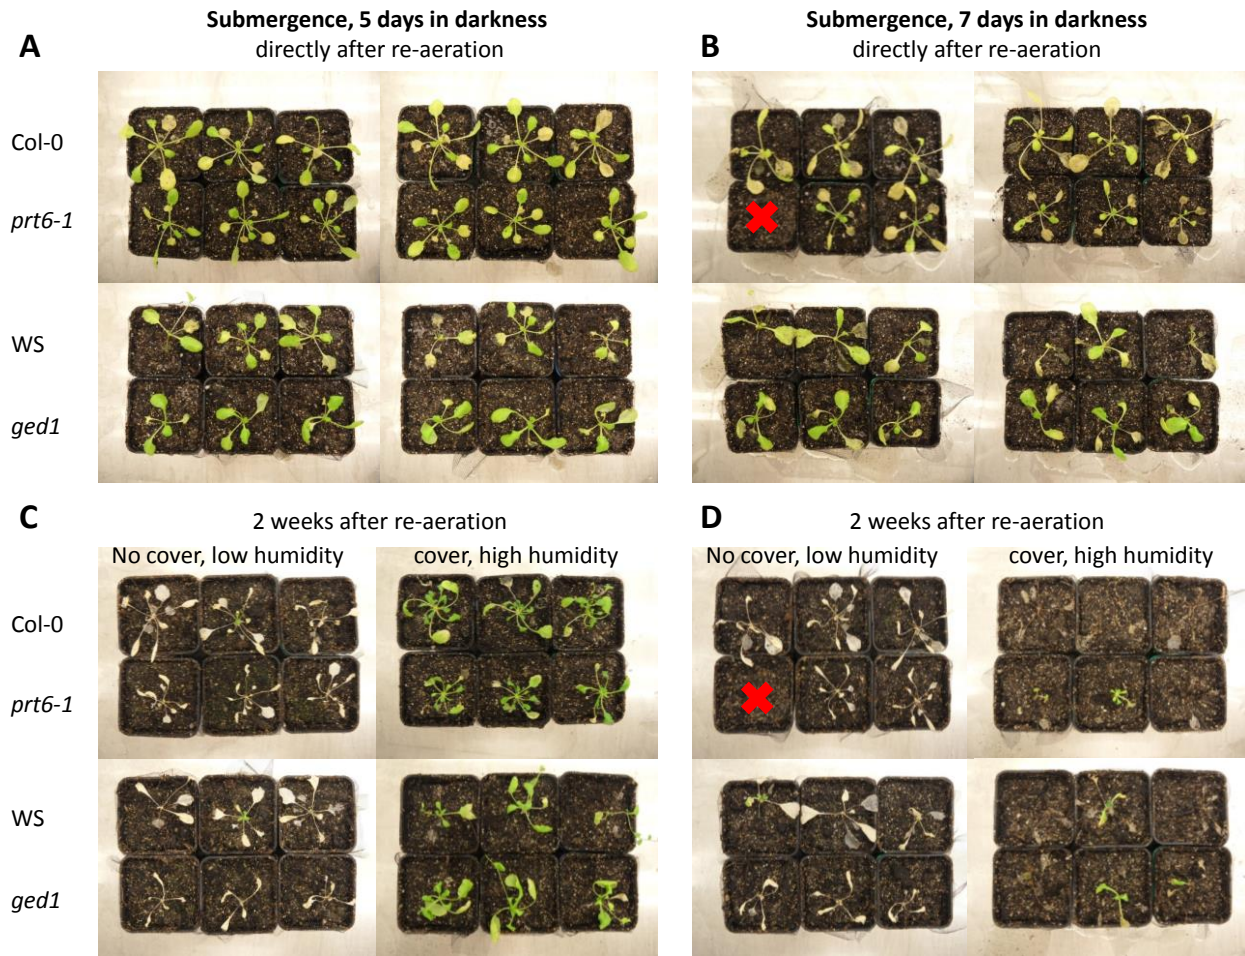 Submergence, 5 days in darkness
A
directly after re-aeration
Col-0
prt6-1
WS
ged1
Submergence, 7 days in darkness
B
directly after re-aeration
C
2 weeks after re-aeration
No cover, low humidity
cover, high humidity
Col-0
prt6-1
WS
ged1
D
2 weeks after re-aeration
No cover, low humidity
cover, high humidity